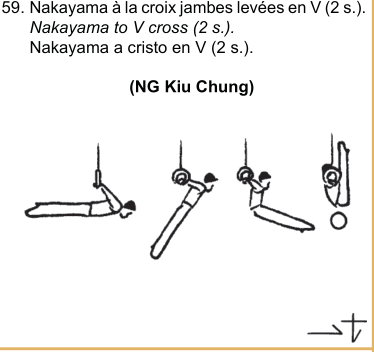 59. Nakayama à la croix jambes levées en V (2 s.).
Nakayama to V cross (2 s.).
Nakayama a cristo en V (2 s.).
(NG Kiu Chung)